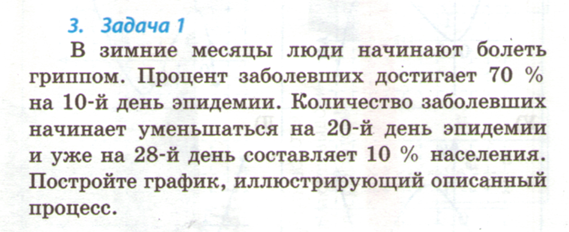 3. Задача 1
В зимние месяцы люди начинают болеть
гриппом. Процент заболевших достигает 70 %
на 10-й день эпидемии. Количество заболевших
начинает уменьшаться на 20-й день эпидемии
и уже на 28-й день составляет 10 % населения.
Постройте график, иллюстрирующий описанный
процесс.